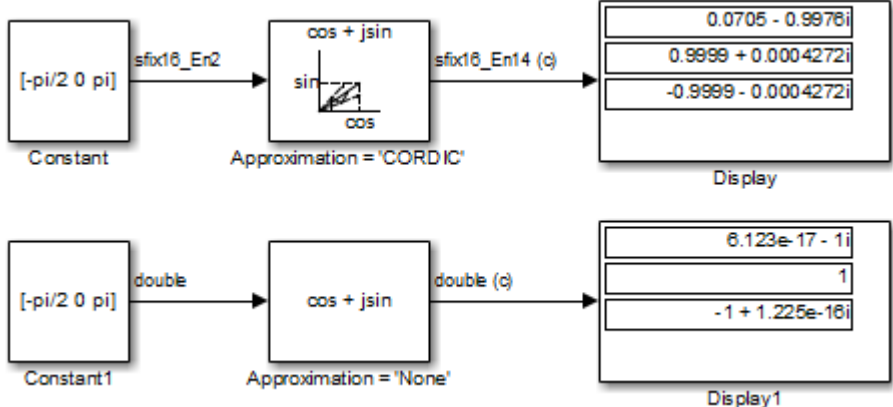 [-pi/2 0 pi]
Constant
sfix16_En2
cos + jsin
sin
cos
Approximation = 'CORDIC'
sfix16_En14 (c)
0.0705 - 0.9976i
0.9999 + 0.0004272i
-0.9999 - 0.0004272i
Display
[-pi/2 0 pi]
Constant1
double
cos + jsin
Approximation = 'None'
double (c)
6.123e-17 - 1i
1
-1 + 1.225e-16i
Display1